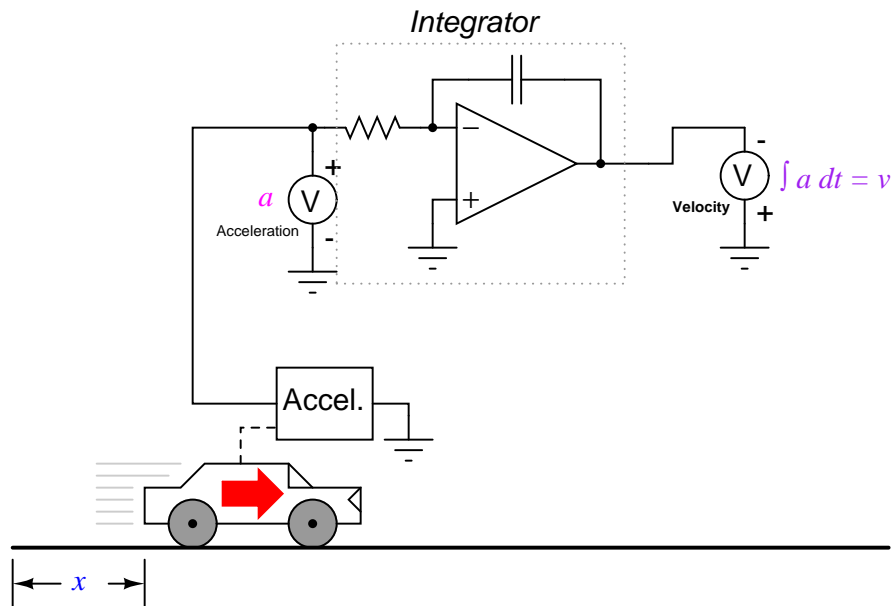 Integrator
−
+
+
V
-
a
Acceleration
-
V
+
∫ a dt = v
Velocity
Accel.
x